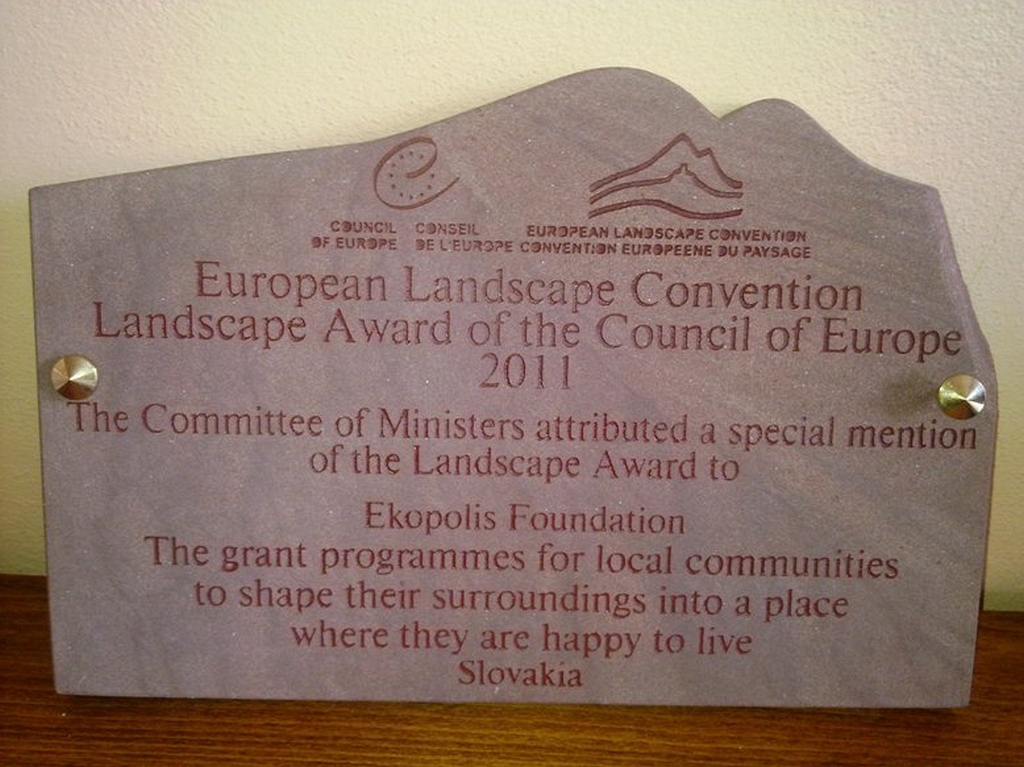 COUNCIL CONSEIL EUROPEAN LANDSCAPE CONVENTION
OF EUROPE DE L'EUROPE CONVENTION EUROPEENE DU PAYSAGE
European Landscape Convention
Landscape Award of the Council of Europe
2011
The Committee of Ministers attributed a special mention
of the Landscape Award to
Ekopolis Foundation
The grant programmes for local communities
to shape their surroundings into a place
where they are happy to live
Slovakia